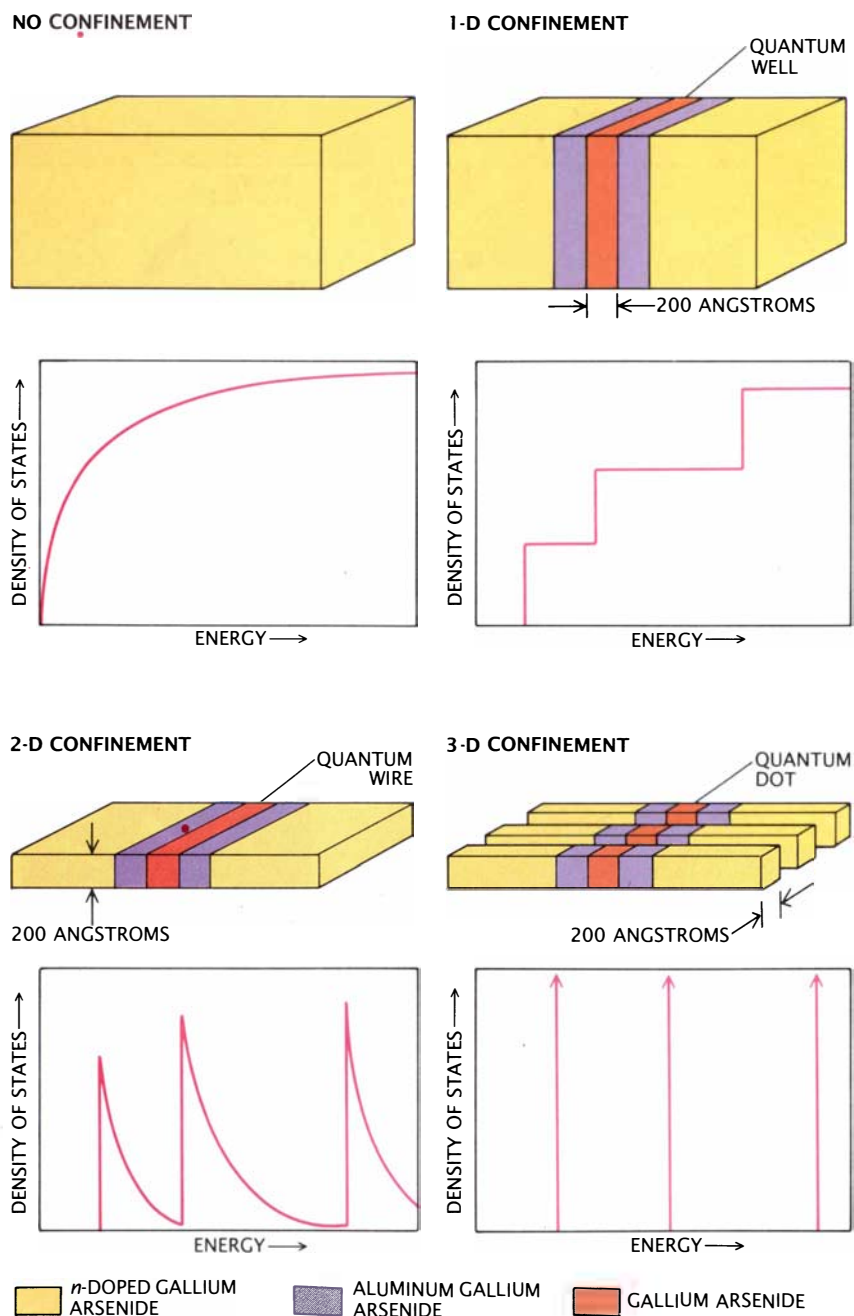 NO CONFINEMENT
1-D CONFINEMENT
QUANTUM
WELL
200 ANGSTROMS
DENSITY OF STATES
ENERGY
DENSITY OF STATES
ENERGY
2-D CONFINEMENT
QUANTUM
WIRE
200 ANGSTROMS
3-D CONFINEMENT
QUANTUM
DOT
200 ANGSTROMS
DENSITY OF STATES
ENERGY
DENSITY OF STATES
ENERGY
n-DOPED GALLIUM
ARSENIDE
ALUMINUM GALLIUM
ARSENIDE
GALLIUM ARSENIDE